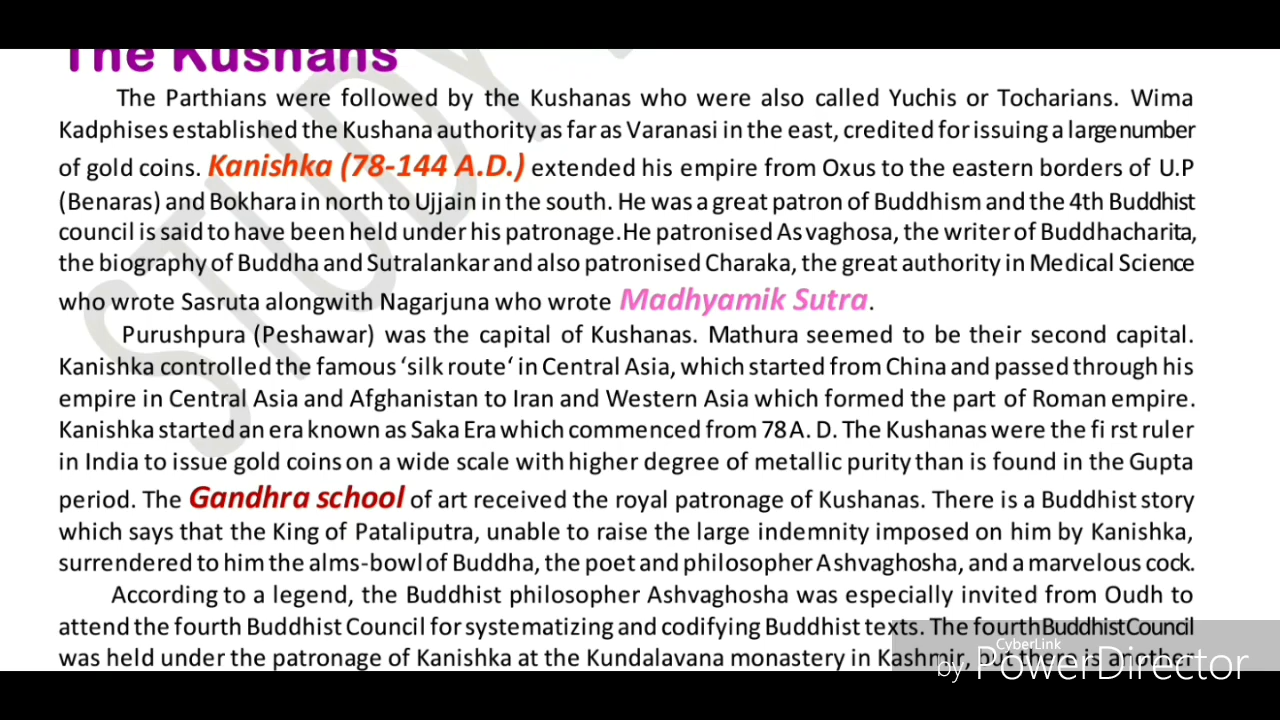 The Kushans
The Parthians were followed by the Kushanas who were also called Yuchis or Tocharians. Wima
Kadphises established the Kushana authority as far as Varanasi in the east, credited for issuing a large number
of gold coins. Kanishka (78-144 A.D.) extended his empire from Oxus to the eastern borders of U.P
(Benaras) and Bokhara in north to Ujjain in the south. He was a great patron of Buddhism and the 4th Buddhist
council is said to have been held under his patronage.He patronised Asvaghosa, the writer of Buddhacharita,
the biography of Buddha and Sutralankar and also patronised Charaka, the great authority in Medical Science
who wrote Sasruta alongwith Nagarjuna who wrote Madhyamik Sutra.
Purushpura (Peshawar) was the capital of Kushanas. Mathura seemed to be their second capital.
Kanishka controlled the famous ‘silk route‘ in Central Asia, which started from China and passed through his
empire in Central Asia and Afghanistan to Iran and Western Asia which formed the part of Roman empire.
Kanishka started an era known as Saka Era which commenced from 78 A. D. The Kushanas were the fi rst ruler
in India to issue gold coins on a wide scale with higher degree of metallic purity than is found in the Gupta
period. The Gandhra school of art received the royal patronage of Kushanas. There is a Buddhist story
which says that the King of Pataliputra, unable to raise the large indemnity imposed on him by Kanishka,
surrendered to him the alms-bowl of Buddha, the poet and philosopher Ashvaghosha, and a marvelous cock.
According to a legend, the Buddhist philosopher Ashvaghosha was especially invited from Oudh to
attend the fourth Buddhist Council for systematizing and codifying Buddhist texts. The fourth Buddhist Council
was held under the patronage of Kanishka at the Kundalavana monastery in Kashmir, but there is another
STUDY
CyberLink
by PowerDirector